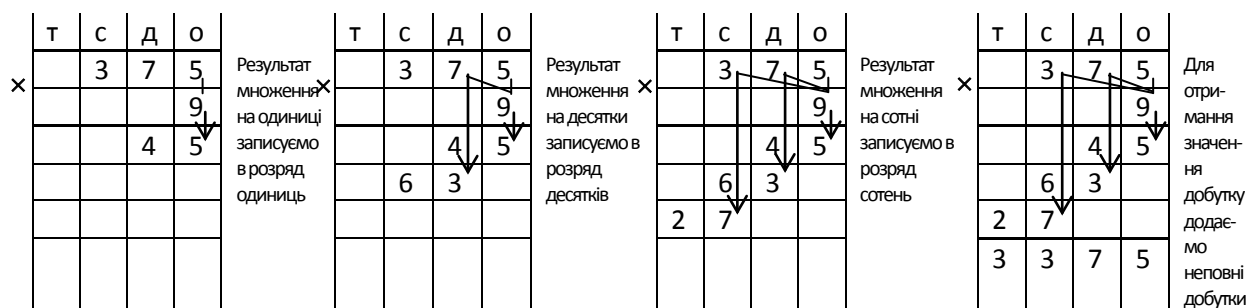 т с д о
× 3 7 5
9
4 5
Результат
множення
на одиниці
записуємо
в розряд
одиниць
т с д о
× 3 7 5
9
4 5
6 3
Результат
множення
на десятки
записуємо в
розряд
десятків
т с д о
× 3 7 5
9
4 5
6 3
2 7
Результат
множення
на сотні
записуємо в
розряд
сотень
т с д о
× 3 7 5
9
4 5
6 3
2 7
3 3 7 5
Для
отри-
мання
значен-
ня
добутку
додає-
мо
неповні
добутки